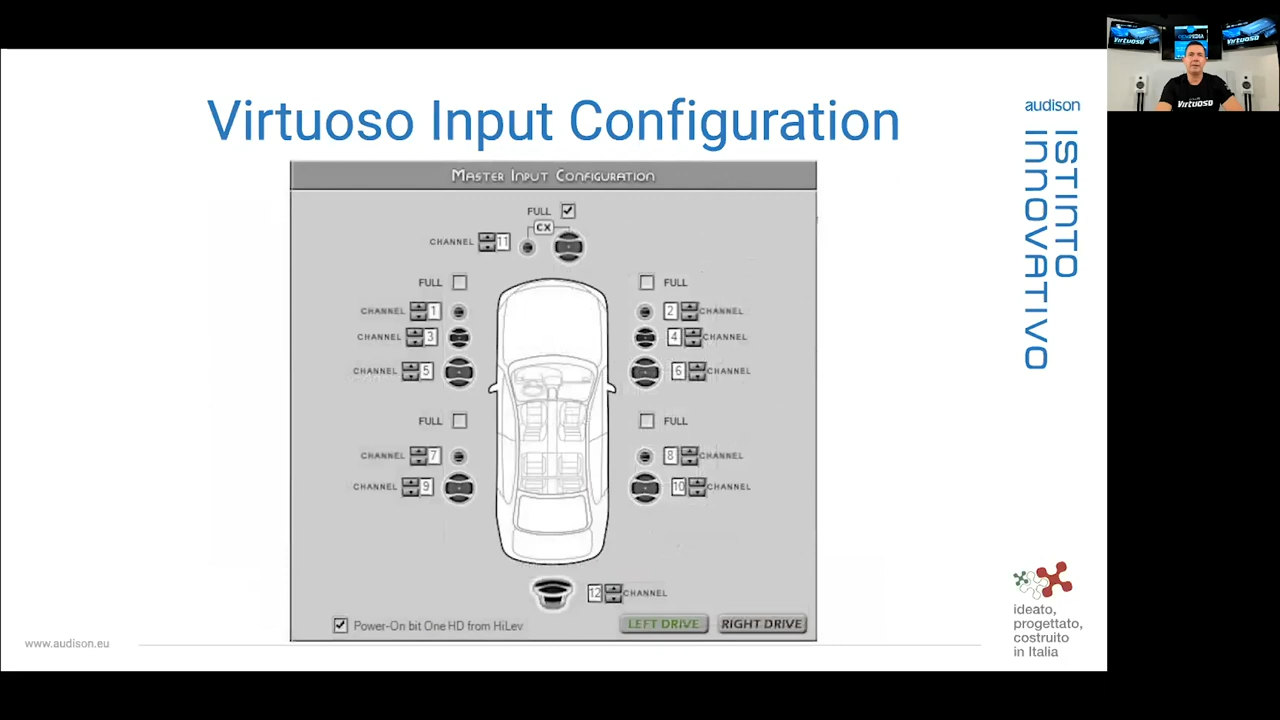 Virtuoso Input Configuration
MASTER INPUT CONFIGURATION
FULL
CX
CHANNEL 11
FULL
FULL
CHANNEL 1
2 CHANNEL
CHANNEL 3
4 CHANNEL
CHANNEL 5
6 CHANNEL
FULL
FULL
CHANNEL 7
8 CHANNEL
CHANNEL 9
10 CHANNEL
12 CHANNEL
Power-On bit One HD from HiLev
LEFT DRIVE
RIGHT DRIVE
www.audison.eu
audison
ISTINTO
INNOVATIVO
ideato,
progettato,
costruito
in Italia
Virtuoso
Virtuoso
Virtuoso